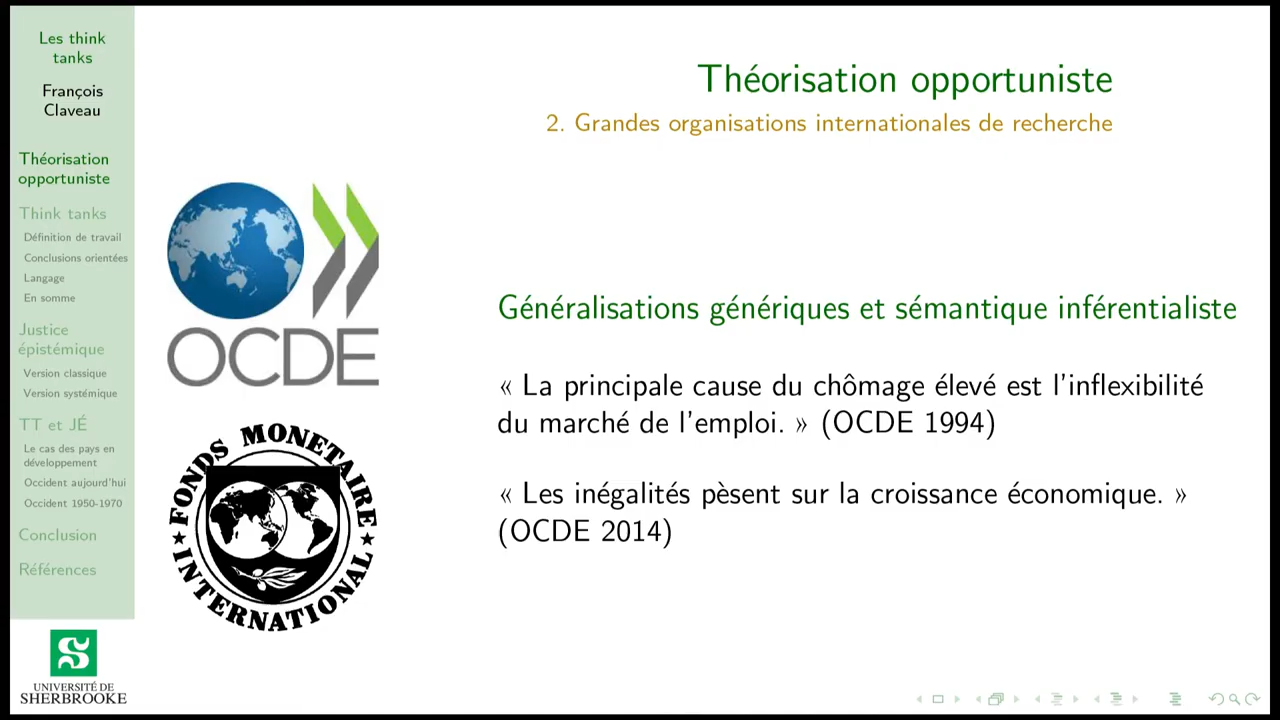 Les think
tanks
François
Claveau
Théorisation
opportuniste
Think tanks
Définition de travail
Conclusions orientées
Langage
En somme
Justice
épistémique
Version classique
Version systémique
TT et JÉ
Le cas des pays en
développement
Occident aujourd'hui
Occident 1950-1970
Conclusion
Références
UNIVERSITÉ DE
SHERBROOKE
Théorisation opportuniste
2. Grandes organisations internationales de recherche
OCDE
FONDS MONETAIRE
INTERNATIONAL
Généralisations génériques et sémantique inférentialiste
« La principale cause du chômage élevé est l'inflexibilité
du marché de l'emploi. » (OCDE 1994)
« Les inégalités pèsent sur la croissance économique. »
(OCDE 2014)